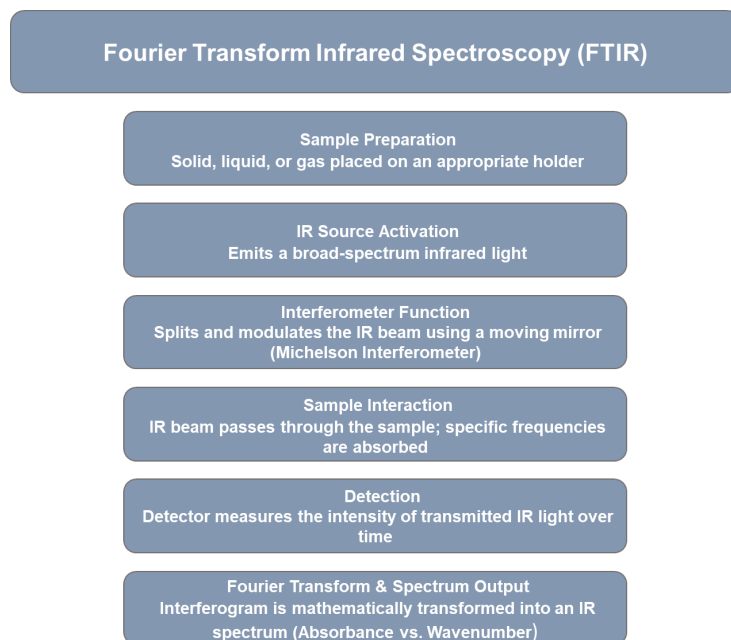 Fourier Transform Infrared Spectroscopy (FTIR)
Sample Preparation
Solid, liquid, or gas placed on an appropriate holder
IR Source Activation
Emits a broad-spectrum infrared light
Interferometer Function
Splits and modulates the IR beam using a moving mirror
(Michelson Interferometer)
Sample Interaction
IR beam passes through the sample; specific frequencies
are absorbed
Detection
Detector measures the intensity of transmitted IR light over
time
Fourier Transform & Spectrum Output
Interferogram is mathematically transformed into an IR
spectrum (Absorbance vs. Wavenumber)